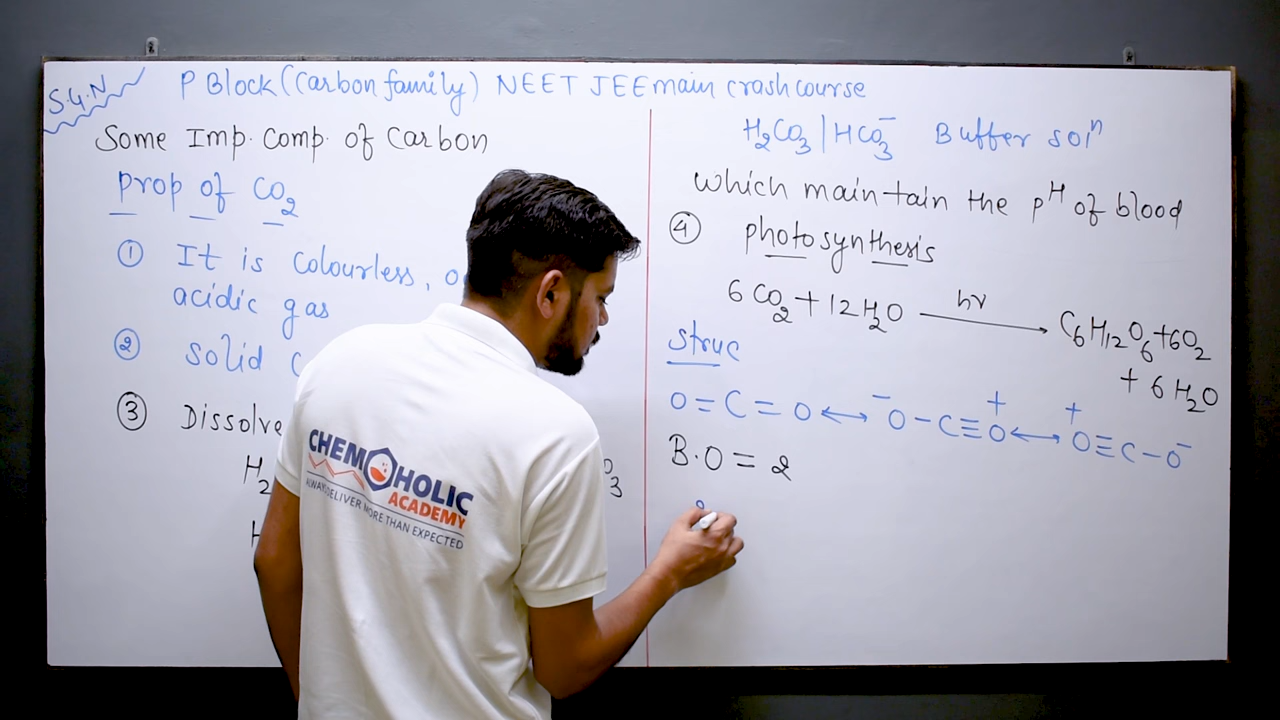 S.G.N
P Block (Carbon family) NEET JEE main crash course
Some Imp. Comp. of Carbon
prop of CO₂
① It is colourless,
acidic gas
② solid
③ Dissolve
H₂
H
H₂CO₃ | HCO₃⁻ Buffer solⁿ
which maintain the pᴴ of blood
④ photosynthesis
6 CO₂ + 12 H₂O —hν→ C₆H₁₂O₆ + 6O₂
+ 6 H₂O
struc
O = C = O ⟷ ⁻O – C ≡ O⁺ ⟷ ⁺O ≡ C – O⁻
B.O = 2
CHEMOHOLIC
ACADEMY
ALWAYS DELIVER MORE THAN EXPECTED